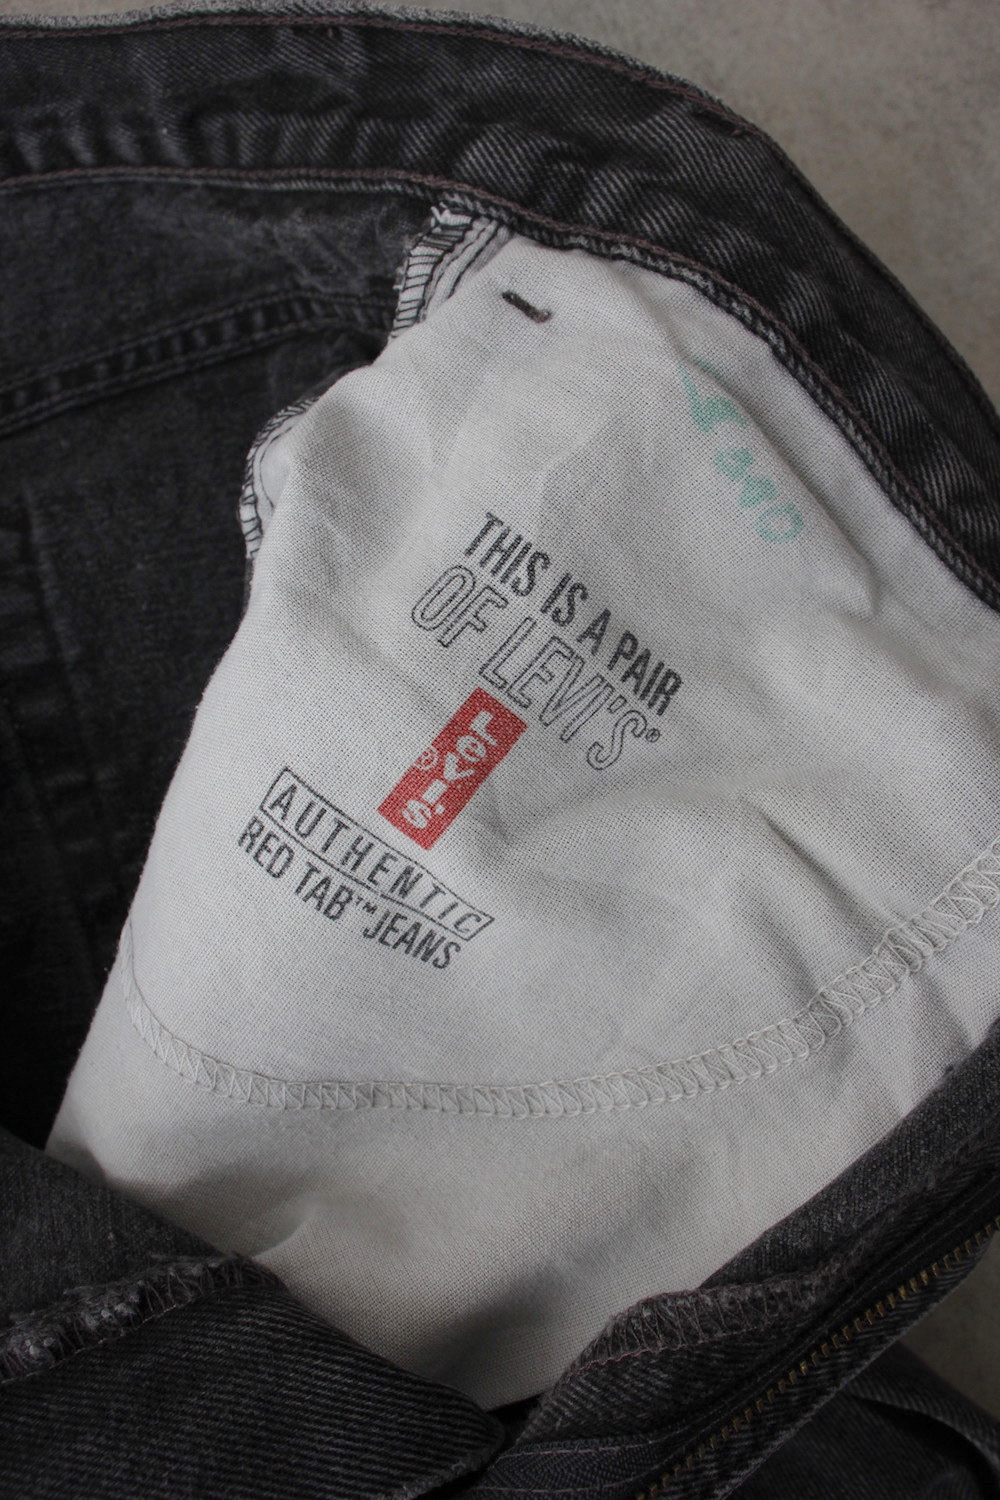 THIS IS A PAIR
OF LEVI'S®
Levi's®
AUTHENTIC
RED TAB™ JEANS